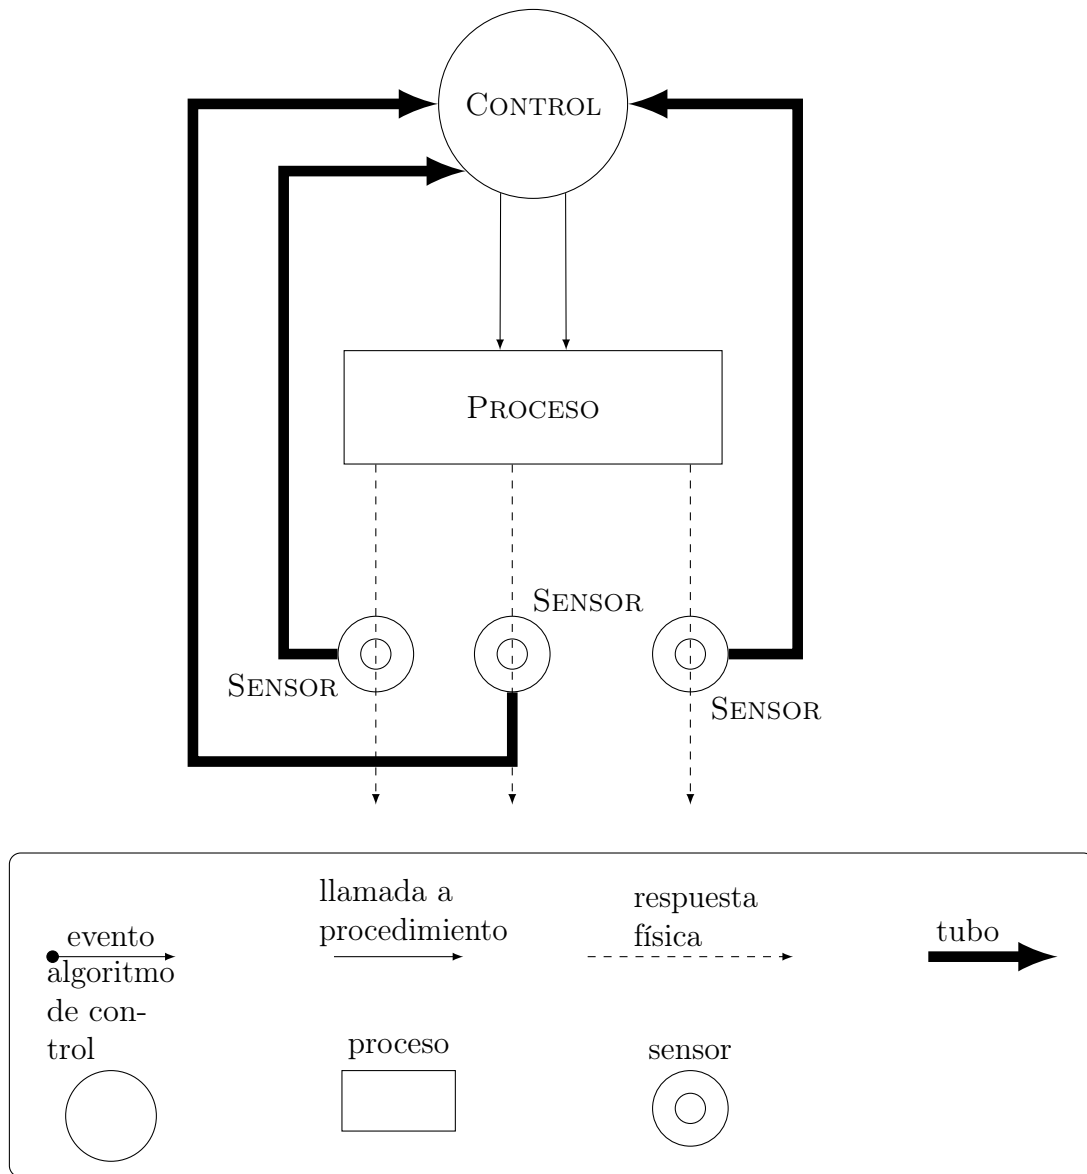 CONTROL
PROCESO
SENSOR
SENSOR
SENSOR
llamada a
procedimiento
respuesta
física
evento
tubo
algoritmo
de con-
trol
proceso
sensor